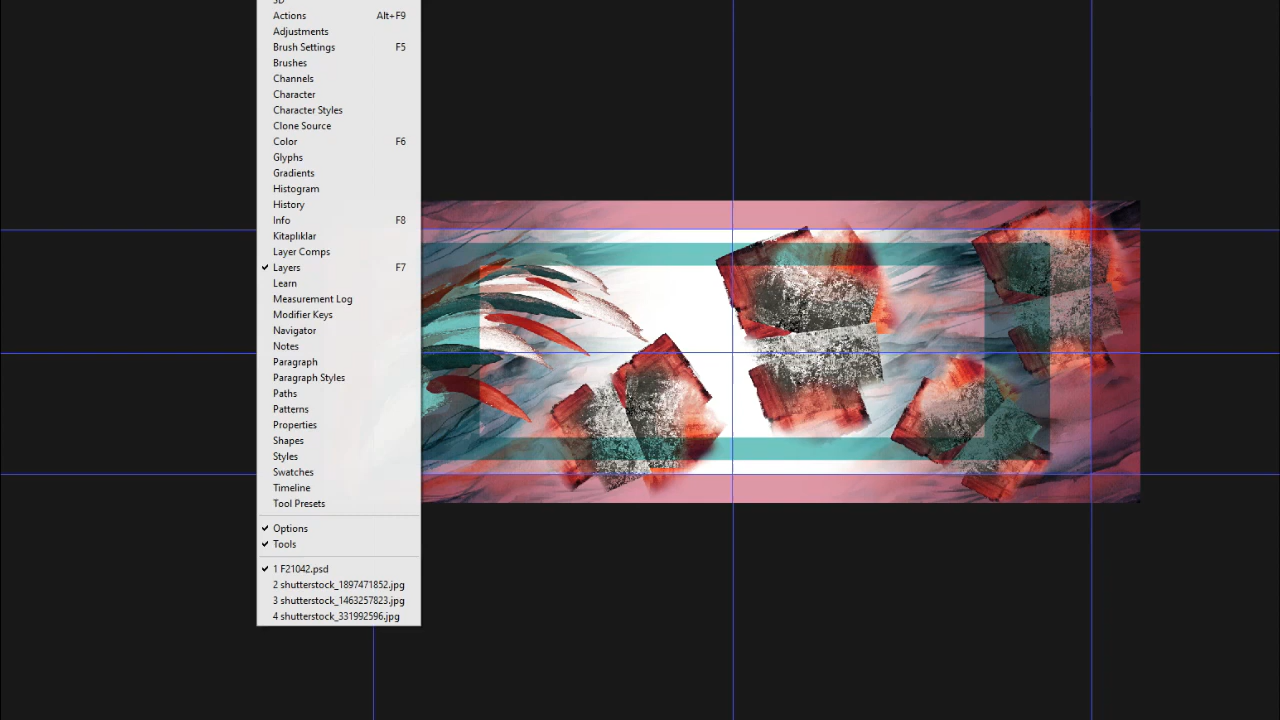 3D
Actions Alt+F9
Adjustments
Brush Settings F5
Brushes
Channels
Character
Character Styles
Clone Source
Color F6
Glyphs
Gradients
Histogram
History
Info F8
Kitaplıklar
Layer Comps
Layers F7
Learn
Measurement Log
Modifier Keys
Navigator
Notes
Paragraph
Paragraph Styles
Paths
Patterns
Properties
Shapes
Styles
Swatches
Timeline
Tool Presets
Options
Tools
1 F21042.psd
2 shutterstock_1897471852.jpg
3 shutterstock_1463257823.jpg
4 shutterstock_331992596.jpg